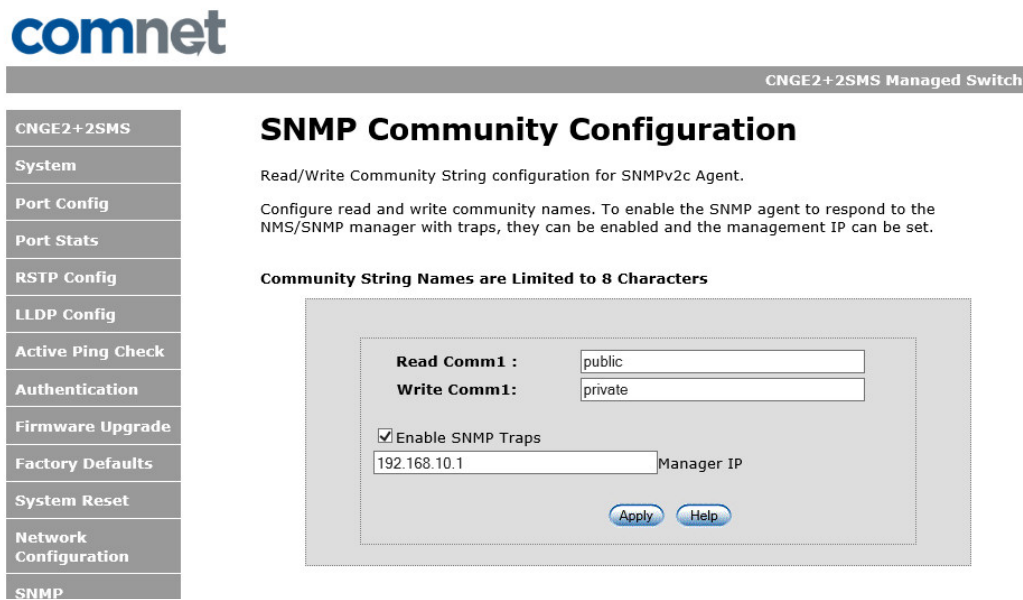 comnet
CNGE2+2SMS Managed Switch
CNGE2+2SMS
System
Port Config
Port Stats
RSTP Config
LLDP Config
Active Ping Check
Authentication
Firmware Upgrade
Factory Defaults
System Reset
Network
Configuration
SNMP
SNMP Community Configuration
Read/Write Community String configuration for SNMPv2c Agent.
Configure read and write community names. To enable the SNMP agent to respond to the
NMS/SNMP manager with traps, they can be enabled and the management IP can be set.
Community String Names are Limited to 8 Characters
Read Comm1 : public
Write Comm1: private
Enable SNMP Traps
192.168.10.1 Manager IP
Apply Help